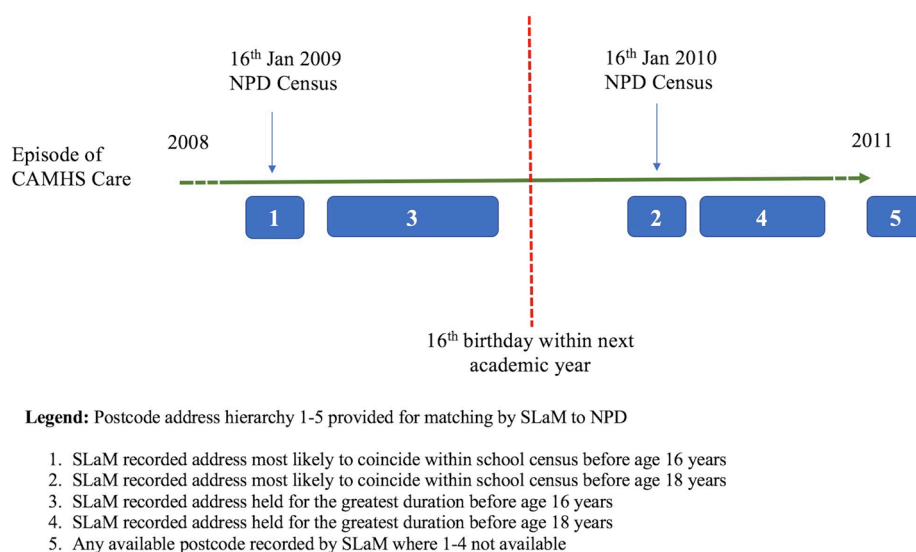 16th Jan 2009
NPD Census
16th Jan 2010
NPD Census
2008
2011
Episode of
CAMHS Care
1
3
2
4
5
16th birthday within next
academic year
Legend: Postcode address hierarchy 1-5 provided for matching by SLaM to NPD
1. SLaM recorded address most likely to coincide within school census before age 16 years
2. SLaM recorded address most likely to coincide within school census before age 18 years
3. SLaM recorded address held for the greatest duration before age 16 years
4. SLaM recorded address held for the greatest duration before age 18 years
5. Any available postcode recorded by SLaM where 1-4 not available